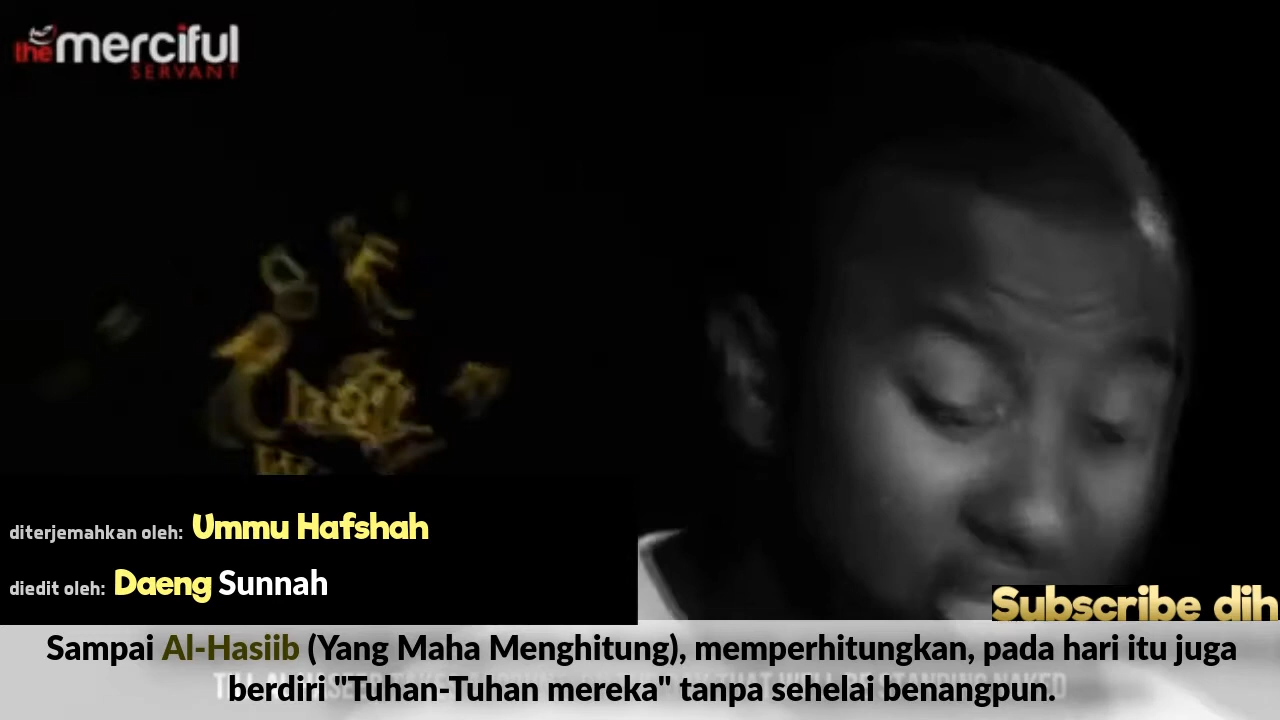 the merciful
SERVANT
diterjemahkan oleh: Ummu Hafshah
diedit oleh: Daeng Sunnah
Subscribe dih
Sampai Al-Hasiib (Yang Maha Menghitung), memperhitungkan, pada hari itu juga
berdiri "Tuhan-Tuhan mereka" tanpa sehelai benangpun.